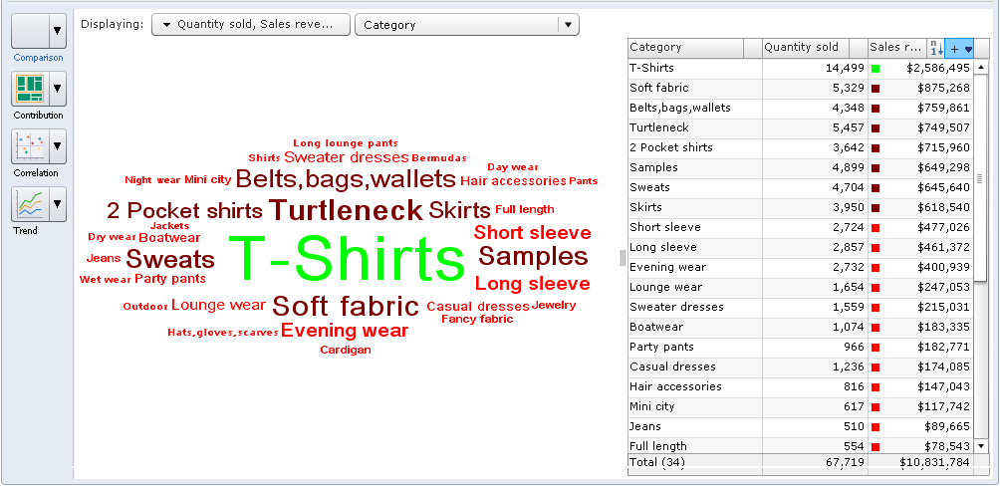 Displaying: Quantity sold, Sales reve... Category
Comparison
Contribution
Correlation
Trend
Long lounge pants
Shirts Sweater dresses Bermudas
Day wear
Night wear Mini city Belts,bags,wallets Hair accessories Pants
2 Pocket shirts Turtleneck Skirts Full length
Jackets
Dry wear Boatwear T-Shirts Short sleeve
Jeans Sweats Samples
Wet wear Party pants Long sleeve
Outdoor Lounge wear Soft fabric Casual dresses Jewelry
Fancy fabric
Hats,gloves,scarves Evening wear
Cardigan
Category Quantity sold Sales r... n 1 +
T-Shirts 14,499 $2,586,495
Soft fabric 5,329 $875,268
Belts,bags,wallets 4,348 $759,861
Turtleneck 5,457 $749,507
2 Pocket shirts 3,642 $715,960
Samples 4,899 $649,298
Sweats 4,704 $645,640
Skirts 3,950 $618,540
Short sleeve 2,724 $477,026
Long sleeve 2,857 $461,372
Evening wear 2,732 $400,939
Lounge wear 1,654 $247,053
Sweater dresses 1,559 $215,031
Boatwear 1,074 $183,335
Party pants 966 $182,771
Casual dresses 1,236 $174,085
Hair accessories 816 $147,043
Mini city 617 $117,742
Jeans 510 $89,665
Full length 554 $78,543
Total (34) 67,719 $10,831,784